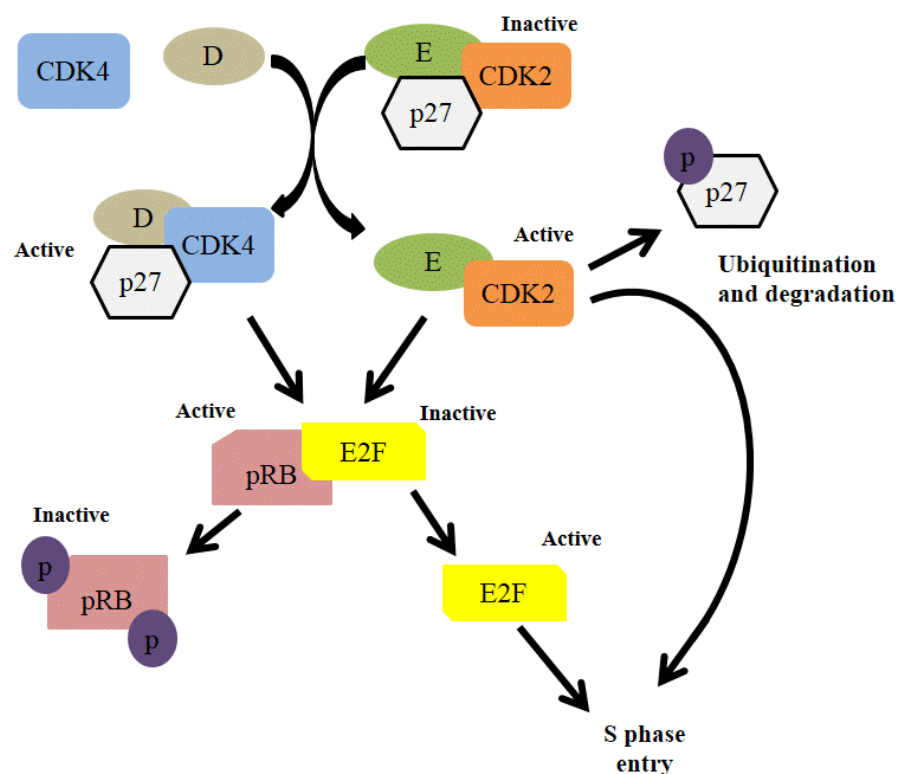 Inactive
CDK4
D
E
CDK2
p27
p
p27
D
Active
CDK4
p27
Active
E
CDK2
Ubiquitination
and degradation
Active
Inactive
pRB
E2F
Inactive
p
pRB
p
Active
E2F
S phase
entry